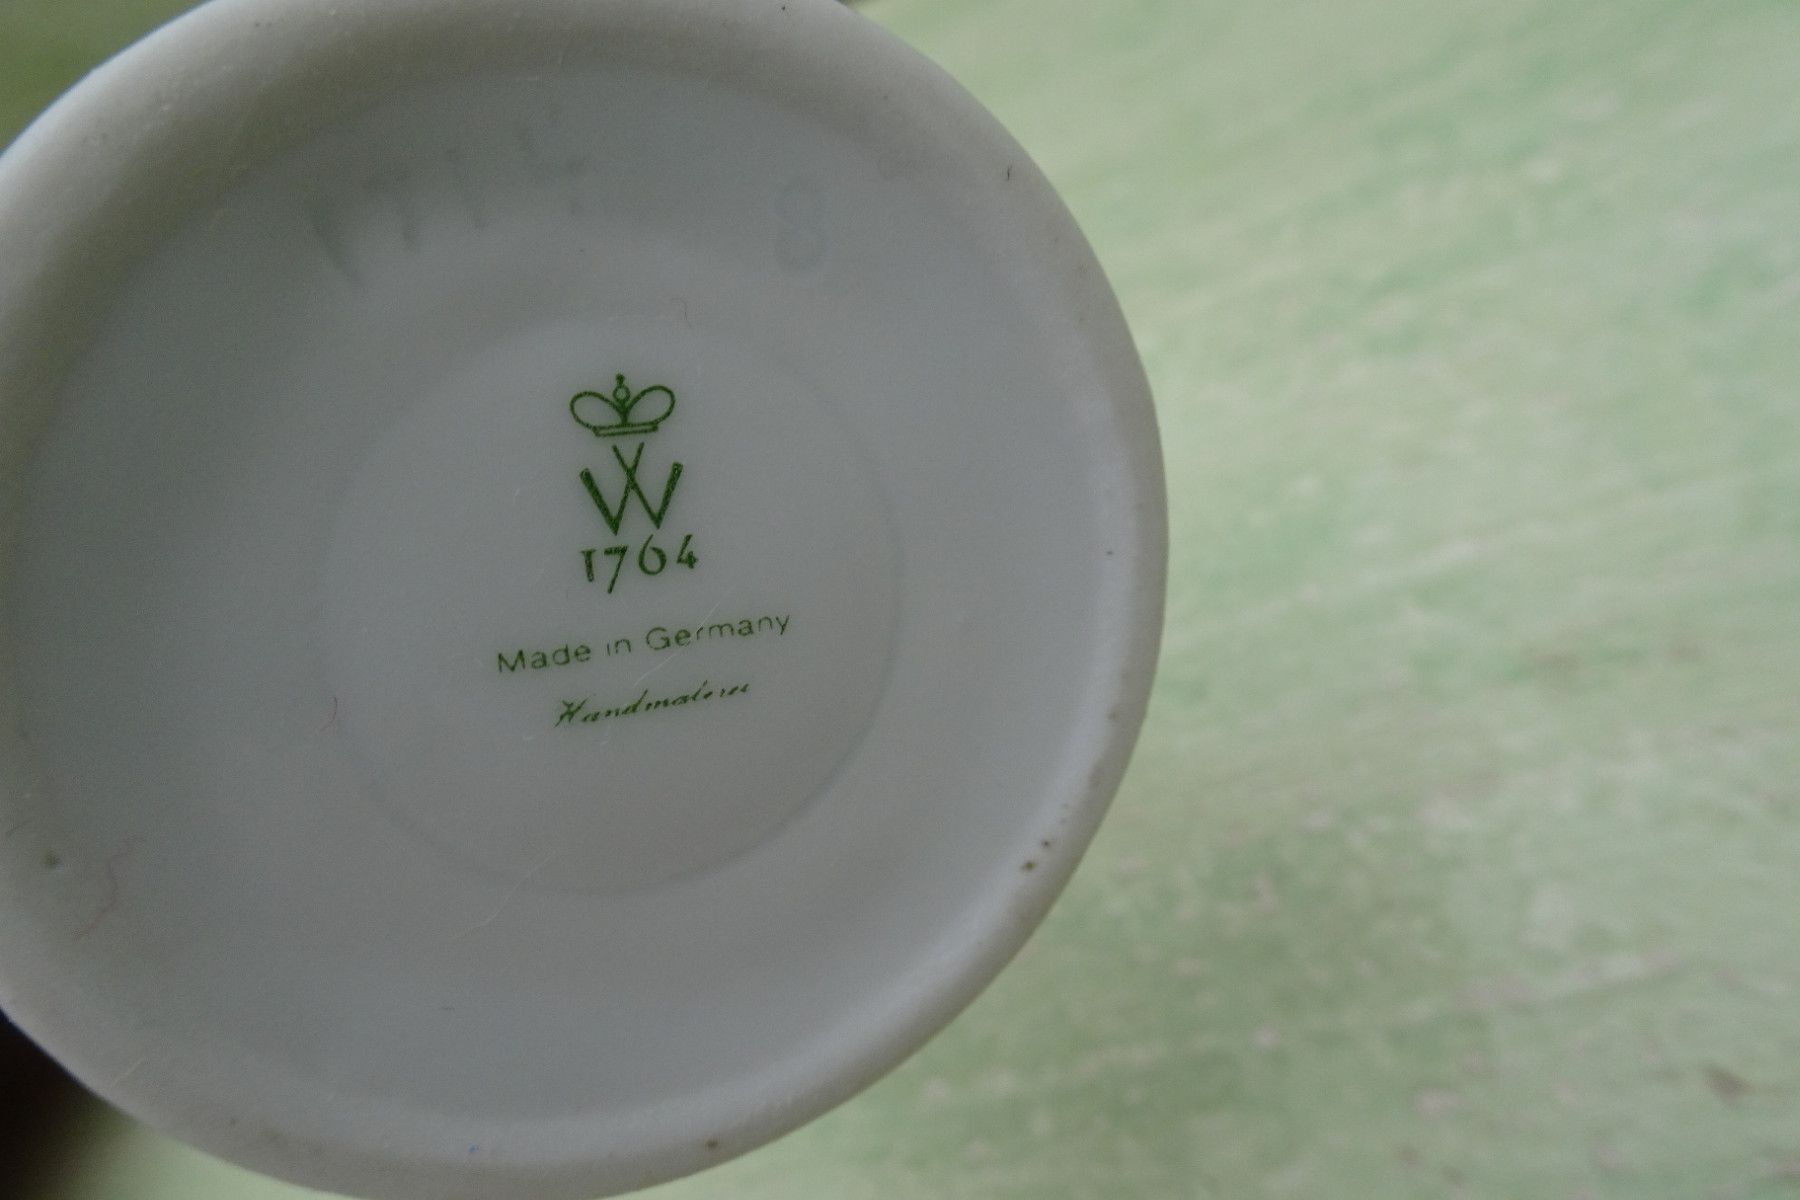 W
1764
Made in Germany
Handmalerei